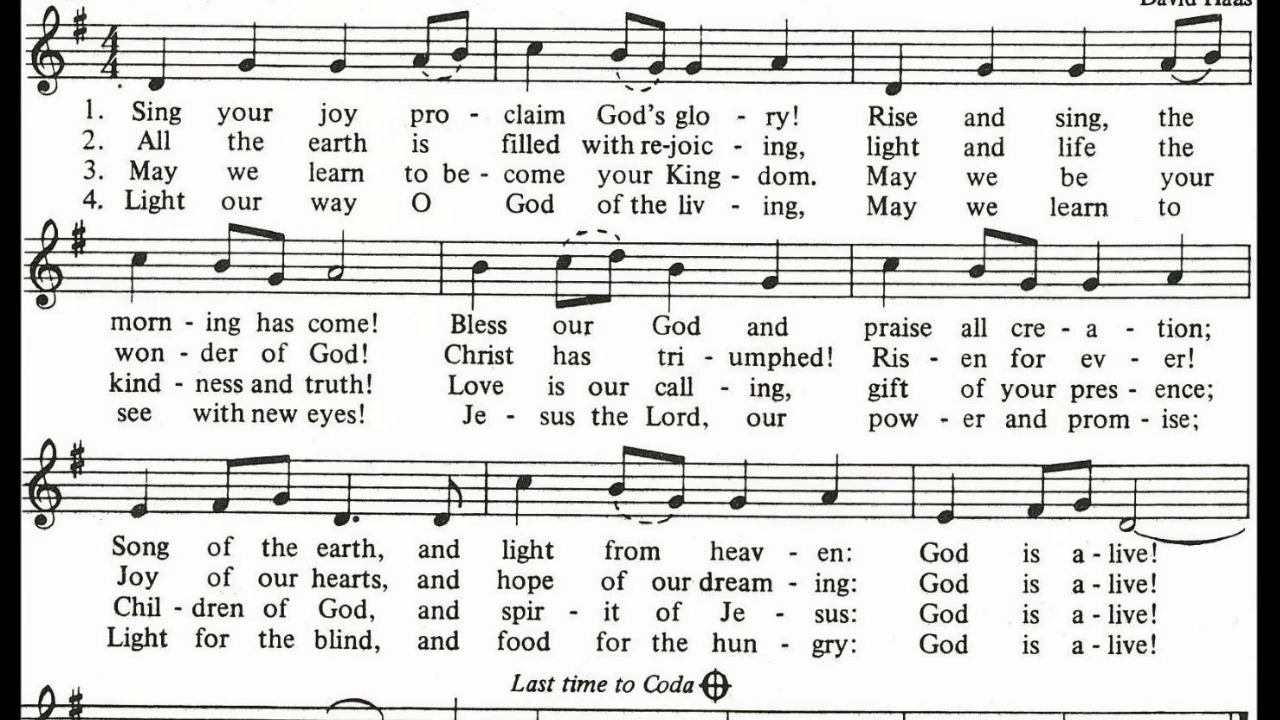 David Haas
1. Sing your joy pro - claim God's glo - ry! Rise and sing, the
2. All the earth is filled with re-joic - ing, light and life the
3. May we learn to be - come your King - dom. May we be your
4. Light our way O God of the liv - ing, May we learn to
morn - ing has come! Bless our God and praise all cre - a - tion;
won - der of God! Christ has tri - umphed! Ris - en for ev - er!
kind - ness and truth! Love is our call - ing, gift of your pres - ence;
see with new eyes! Je - sus the Lord, our pow - er and prom - ise;
Song of the earth, and light from heav - en: God is a - live!
Joy of our hearts, and hope of our dream - ing: God is a - live!
Chil - dren of God, and spir - it of Je - sus: God is a - live!
Light for the blind, and food for the hun - gry: God is a - live!
Last time to Coda